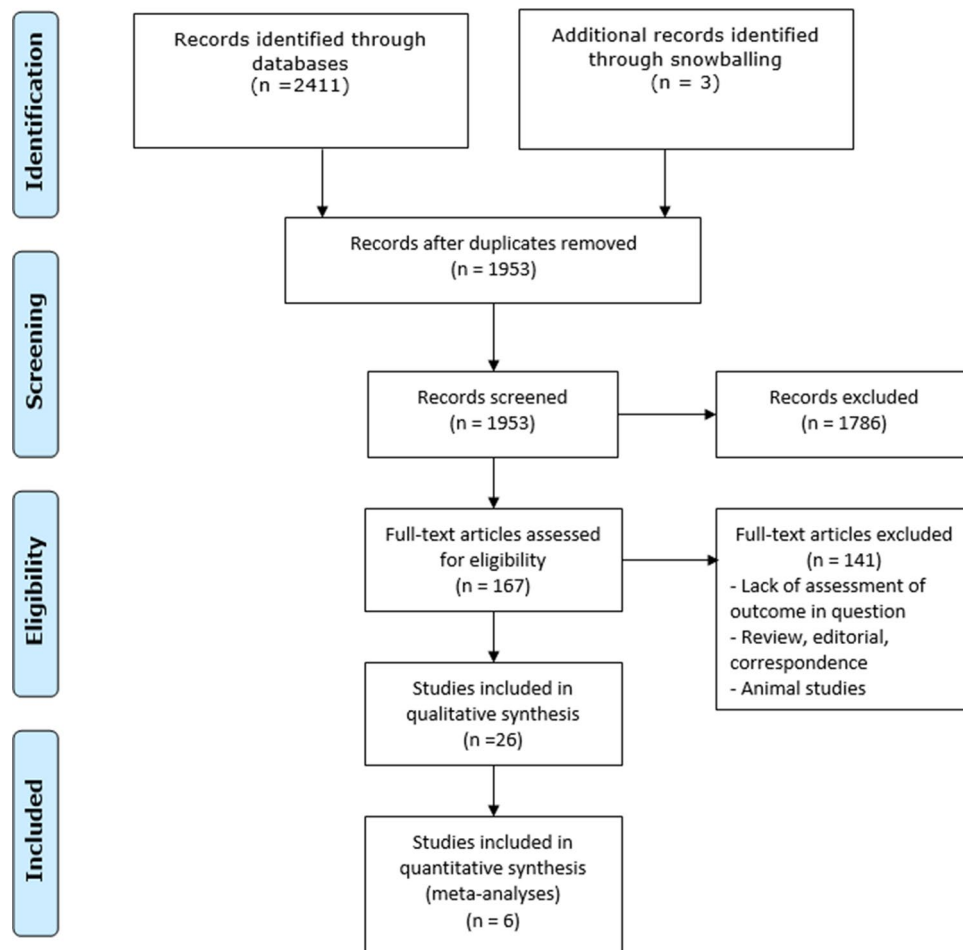 Identification
Records identified through
databases
(n =2411)
Additional records identified
through snowballing
(n = 3)
Records after duplicates removed
(n = 1953)
Screening
Records screened
(n = 1953)
Records excluded
(n = 1786)
Eligibility
Full-text articles assessed
for eligibility
(n = 167)
Full-text articles excluded
(n = 141)
- Lack of assessment of
outcome in question
- Review, editorial,
correspondence
- Animal studies
Studies included in
qualitative synthesis
(n =26)
Included
Studies included in
quantitative synthesis
(meta-analyses)
(n = 6)